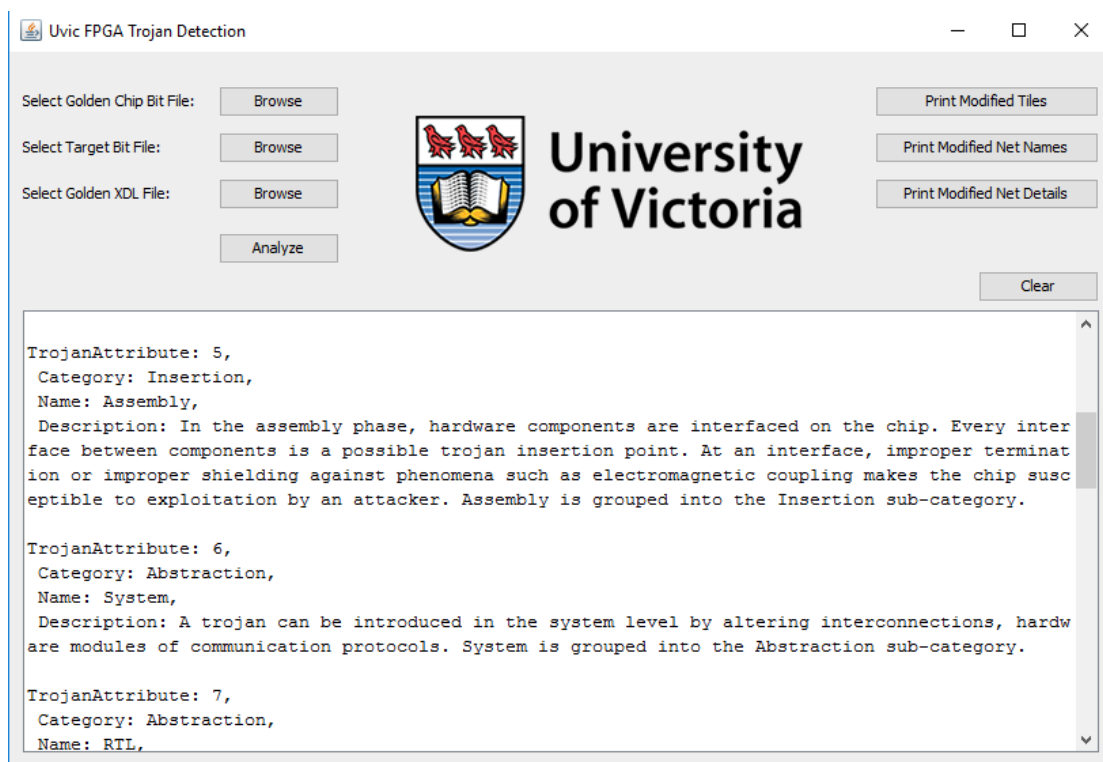 Uvic FPGA Trojan Detection
Select Golden Chip Bit File:
Browse
Print Modified Tiles
Select Target Bit File:
Browse
Print Modified Net Names
Select Golden XDL File:
Browse
Print Modified Net Details
University
of Victoria
Analyze
Clear
TrojanAttribute: 5,
Category: Insertion,
Name: Assembly,
Description: In the assembly phase, hardware components are interfaced on the chip. Every inter
face between components is a possible trojan insertion point. At an interface, improper terminat
ion or improper shielding against phenomena such as electromagnetic coupling makes the chip susc
eptible to exploitation by an attacker. Assembly is grouped into the Insertion sub-category.
TrojanAttribute: 6,
Category: Abstraction,
Name: System,
Description: A trojan can be introduced in the system level by altering interconnections, hardw
are modules of communication protocols. System is grouped into the Abstraction sub-category.
TrojanAttribute: 7,
Category: Abstraction,
Name: RTL,